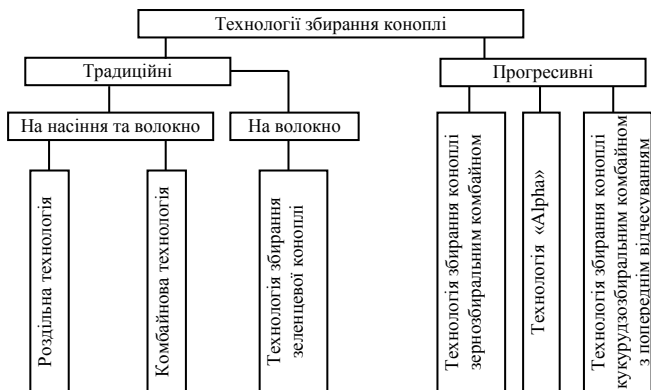 Технології збирання коноплі
Традиційні
Прогресивні
На насіння та волокно
На волокно
Роздільна технологія
Комбайнова технологія
Технологія збирання
зеленцевої коноплі
Технологія збирання коноплі
зернозбиральним комбайном
Технологія «Alpha»
Технологія збирання коноплі
кукурудзозбиральним комбайном
з попереднім відчесуванням